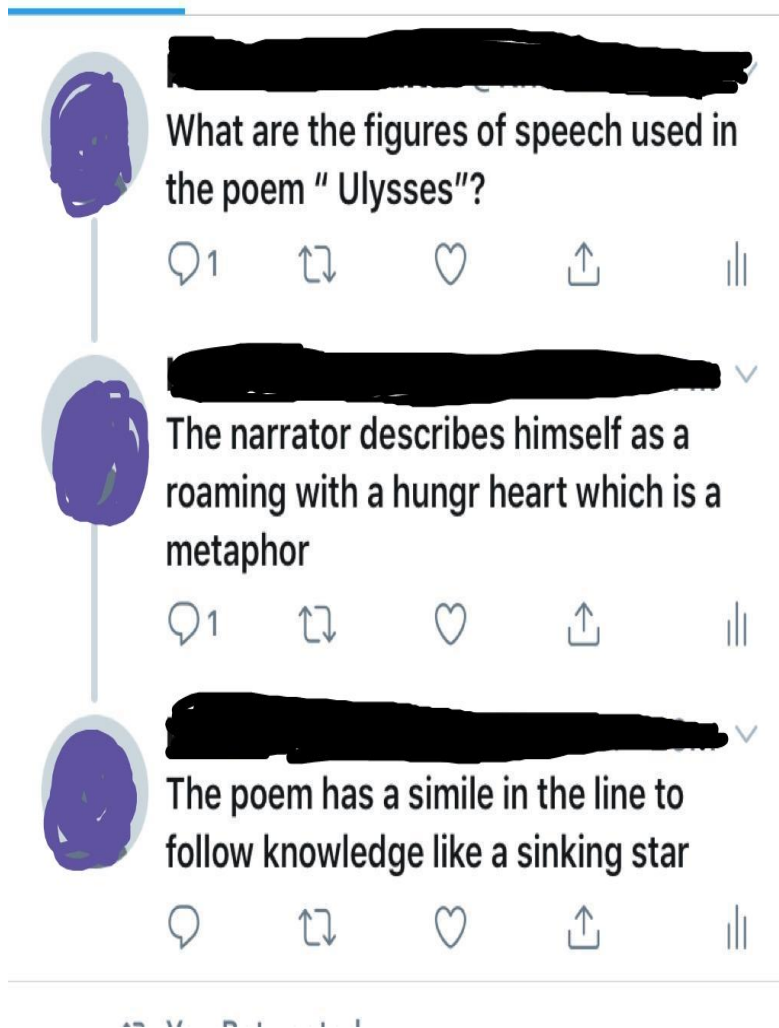 What are the figures of speech used in
the poem “ Ulysses”?
1
The narrator describes himself as a
roaming with a hungr heart which is a
metaphor
1
The poem has a simile in the line to
follow knowledge like a sinking star